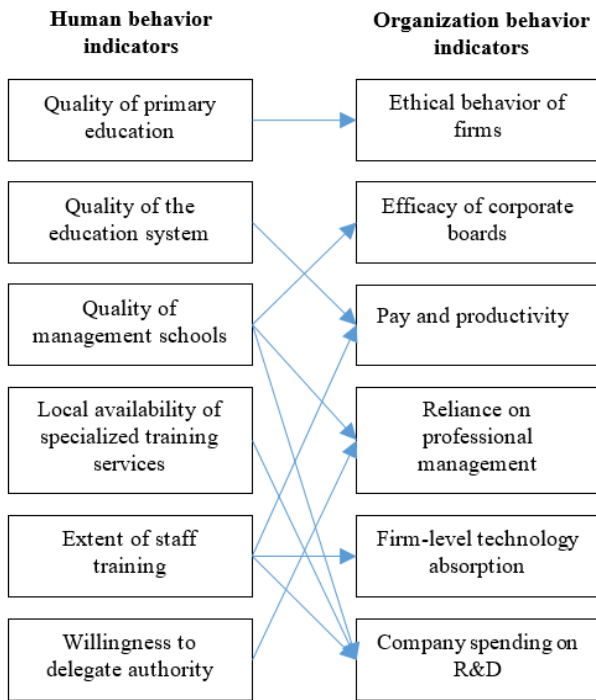 Human behavior
indicators
Organization behavior
indicators
Quality of primary
education
Ethical behavior of
firms
Quality of the
education system
Efficacy of corporate
boards
Quality of
management schools
Pay and productivity
Local availability of
specialized training
services
Reliance on
professional
management
Extent of staff
training
Firm-level technology
absorption
Willingness to
delegate authority
Company spending on
R&D